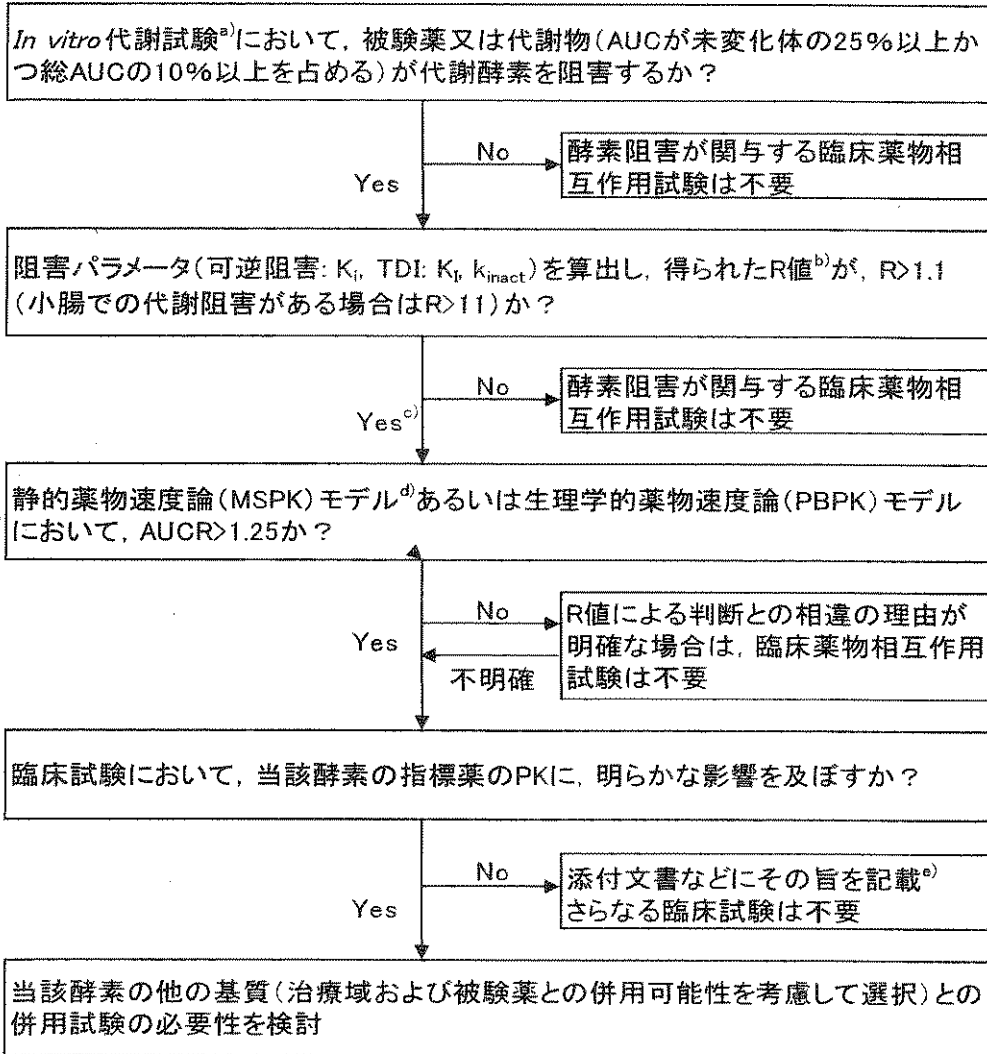 In vitro代謝試験a)において，被験薬又は代謝物（AUCが未変化体の25%以上か
つ総AUCの10%以上を占める）が代謝酵素を阻害するか？
No
酵素阻害が関与する臨床薬物相
互作用試験は不要
Yes
阻害パラメータ（可逆阻害: Ki, TDI: KI, kinact）を算出し，得られたR値b)が，R>1.1
（小腸での代謝阻害がある場合はR>11）か？
No
酵素阻害が関与する臨床薬物相
互作用試験は不要
Yesc)
静的薬物速度論（MSPK）モデルd)あるいは生理学的薬物速度論（PBPK）モデル
において，AUCR>1.25か？
No
R値による判断との相違の理由が
明確な場合は，臨床薬物相互作用
試験は不要
Yes
不明確
臨床試験において，当該酵素の指標薬のPKに，明らかな影響を及ぼすか？
No
添付文書などにその旨を記載e)
さらなる臨床試験は不要
Yes
当該酵素の他の基質（治療域および被験薬との併用可能性を考慮して選択）との
併用試験の必要性を検討